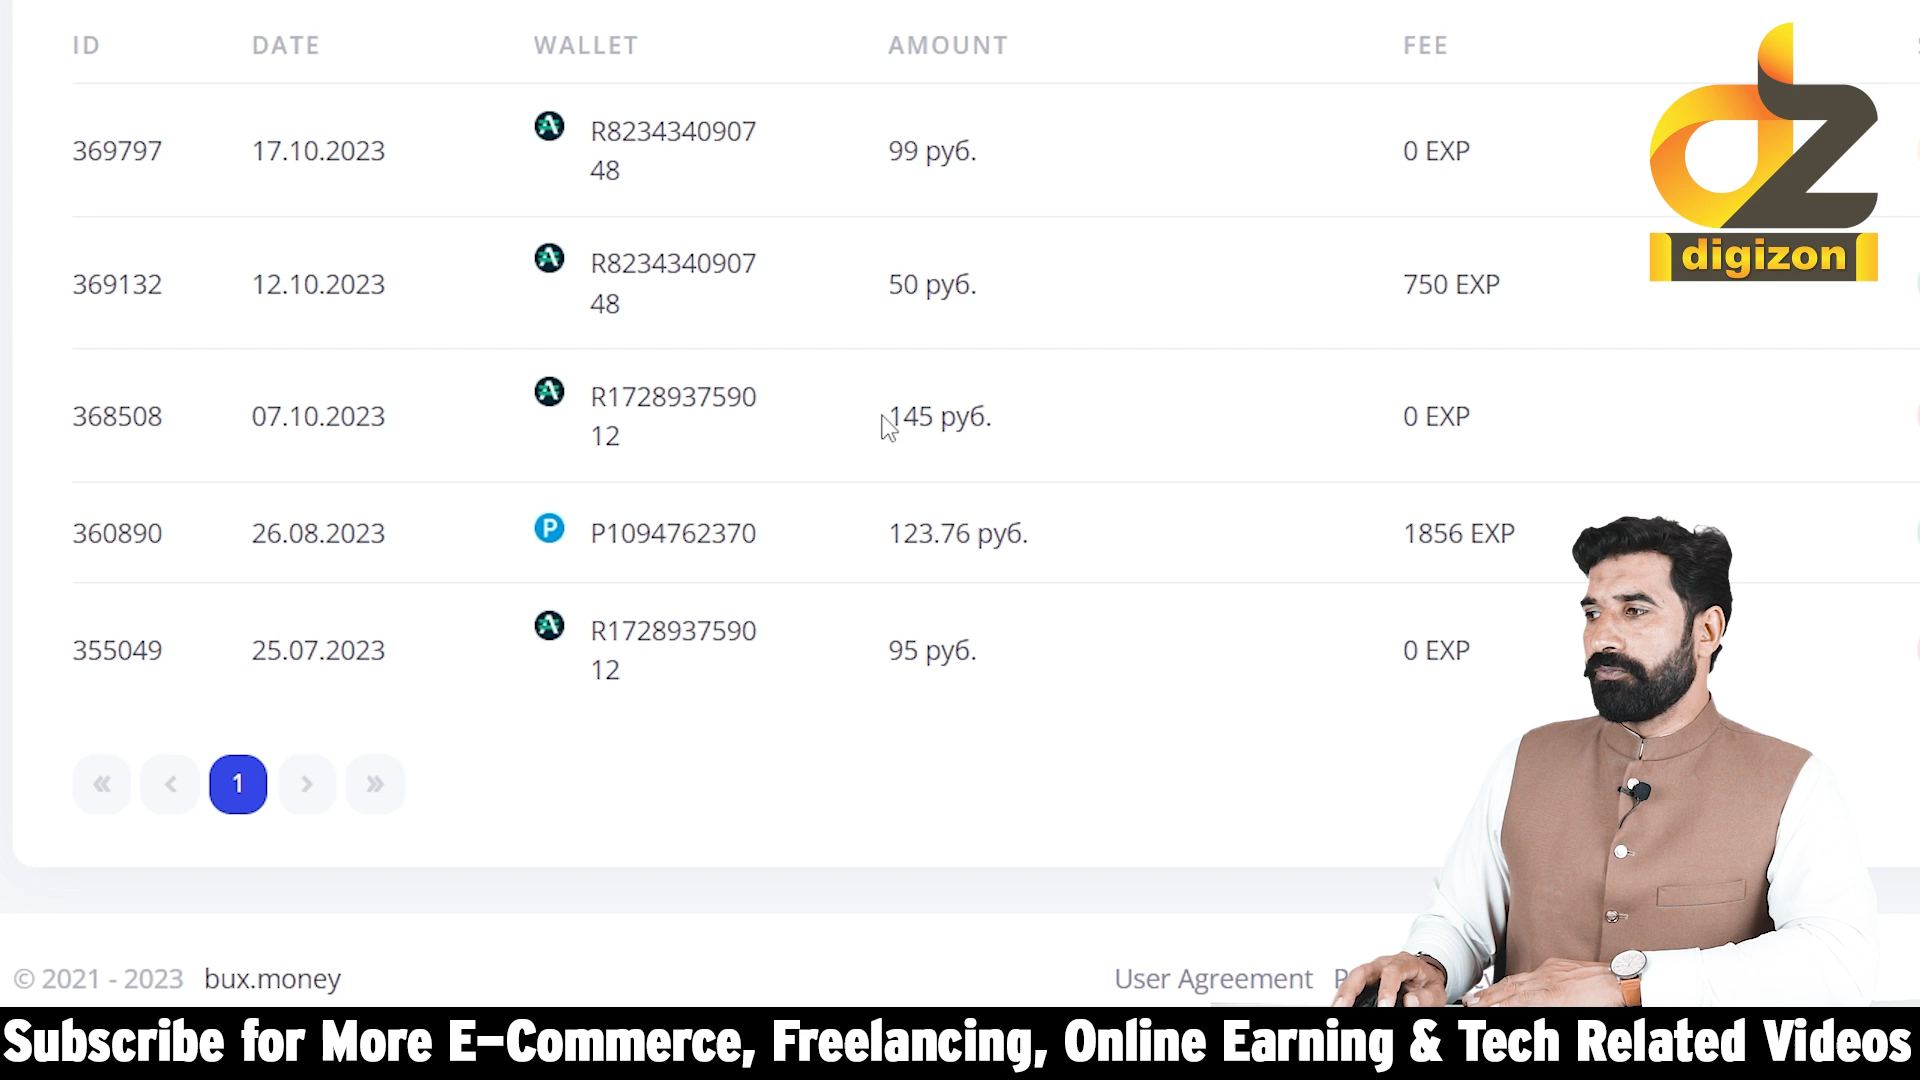 ID DATE WALLET AMOUNT FEE
369797 17.10.2023 R8234340907
48 99 руб. 0 EXP
369132 12.10.2023 R8234340907
48 50 руб. 750 EXP
368508 07.10.2023 R1728937590
12 145 руб. 0 EXP
360890 26.08.2023 P1094762370 123.76 руб. 1856 EXP
355049 25.07.2023 R1728937590
12 95 руб. 0 EXP
« ‹ 1 › »
© 2021 - 2023 bux.money User Agreement
dz
digizon
Subscribe for More E-Commerce, Freelancing, Online Earning & Tech Related Videos